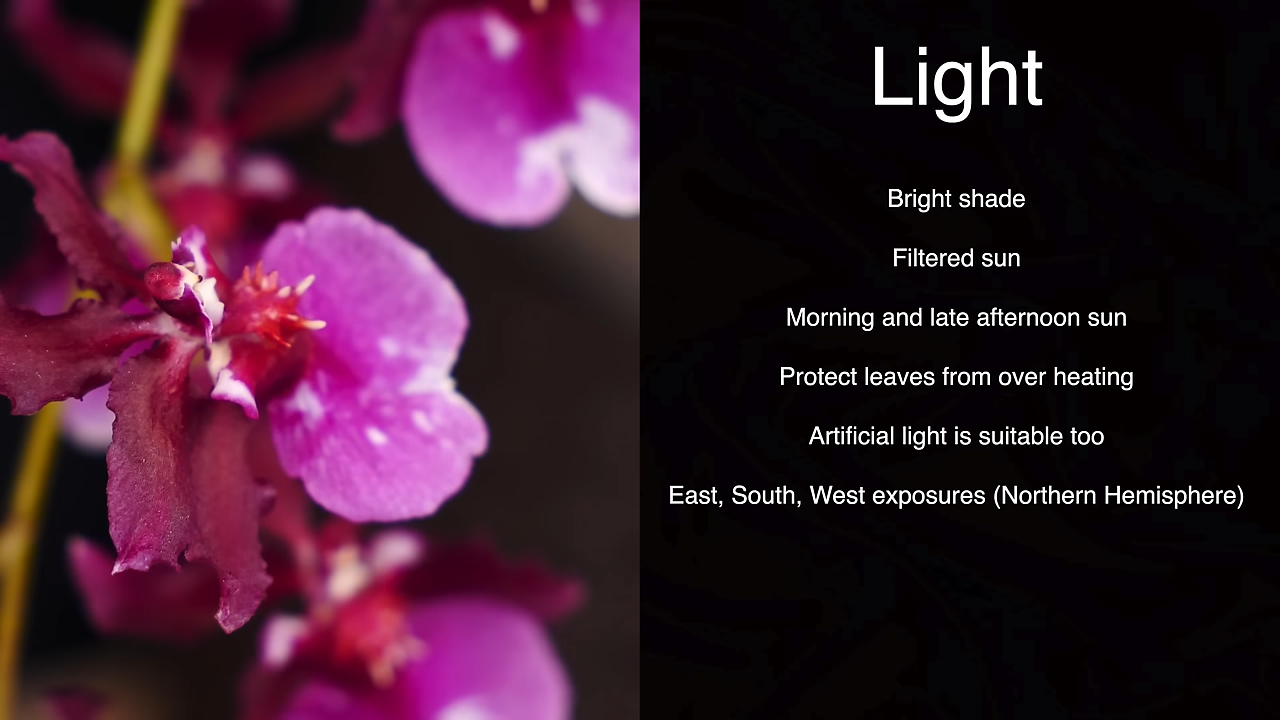 Light
Bright shade
Filtered sun
Morning and late afternoon sun
Protect leaves from over heating
Artificial light is suitable too
East, South, West exposures (Northern Hemisphere)